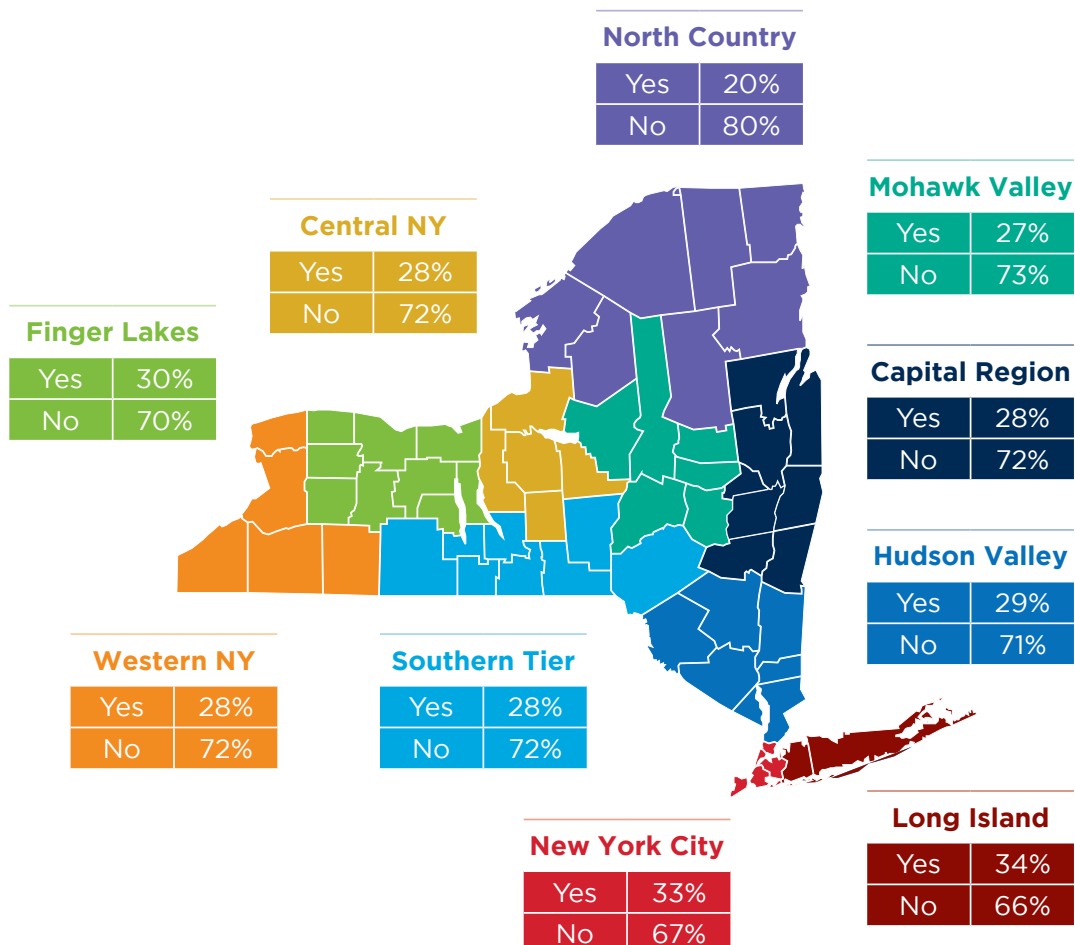 North Country
Yes 20%
No 80%
Mohawk Valley
Yes 27%
No 73%
Central NY
Yes 28%
No 72%
Finger Lakes
Yes 30%
No 70%
Capital Region
Yes 28%
No 72%
Hudson Valley
Yes 29%
No 71%
Western NY
Yes 28%
No 72%
Southern Tier
Yes 28%
No 72%
New York City
Yes 33%
No 67%
Long Island
Yes 34%
No 66%